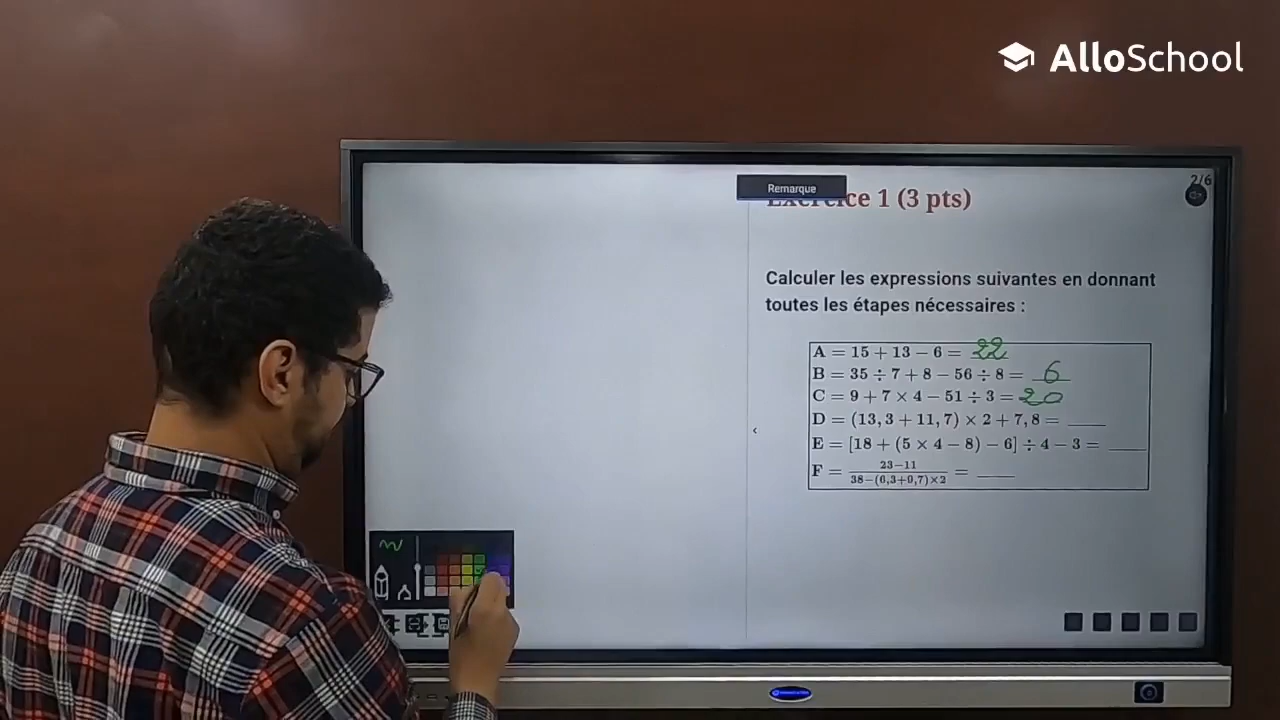 AlloSchool
Remarque
2/6
Exercice 1 (3 pts)
Calculer les expressions suivantes en donnant
toutes les étapes nécessaires :
A = 15 + 13 − 6 = 22
B = 35 ÷ 7 + 8 − 56 ÷ 8 = 6
C = 9 + 7 × 4 − 51 ÷ 3 = 20
D = (13, 3 + 11, 7) × 2 + 7, 8 = ____
E = [18 + (5 × 4 − 8) − 6] ÷ 4 − 3 = ____
F = \frac{23−11}{38−(6,3+9,7)×2} = ____